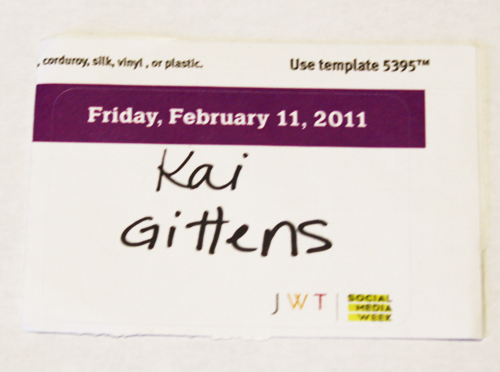 , corduroy, silk, vinyl , or plastic.
Use template 5395™
Friday, February 11, 2011
Kai
Gittens
JWT
SOCIAL
MEDIA
WEEK